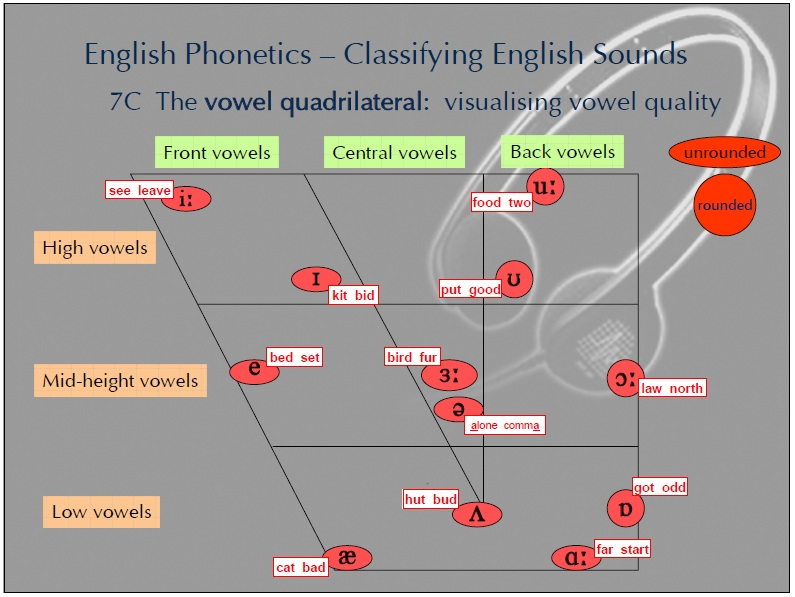 English Phonetics – Classifying English Sounds
7C The vowel quadrilateral: visualising vowel quality
Front vowels
Central vowels
Back vowels
unrounded
rounded
see leave
iː
food two
uː
High vowels
ɪ
kit bid
put good
ʊ
Mid-height vowels
e
bed set
bird fur
ɜː
ə
alone comma
ɔː
law north
Low vowels
hut bud
ʌ
got odd
ɒ
cat bad
æ
ɑː
far start